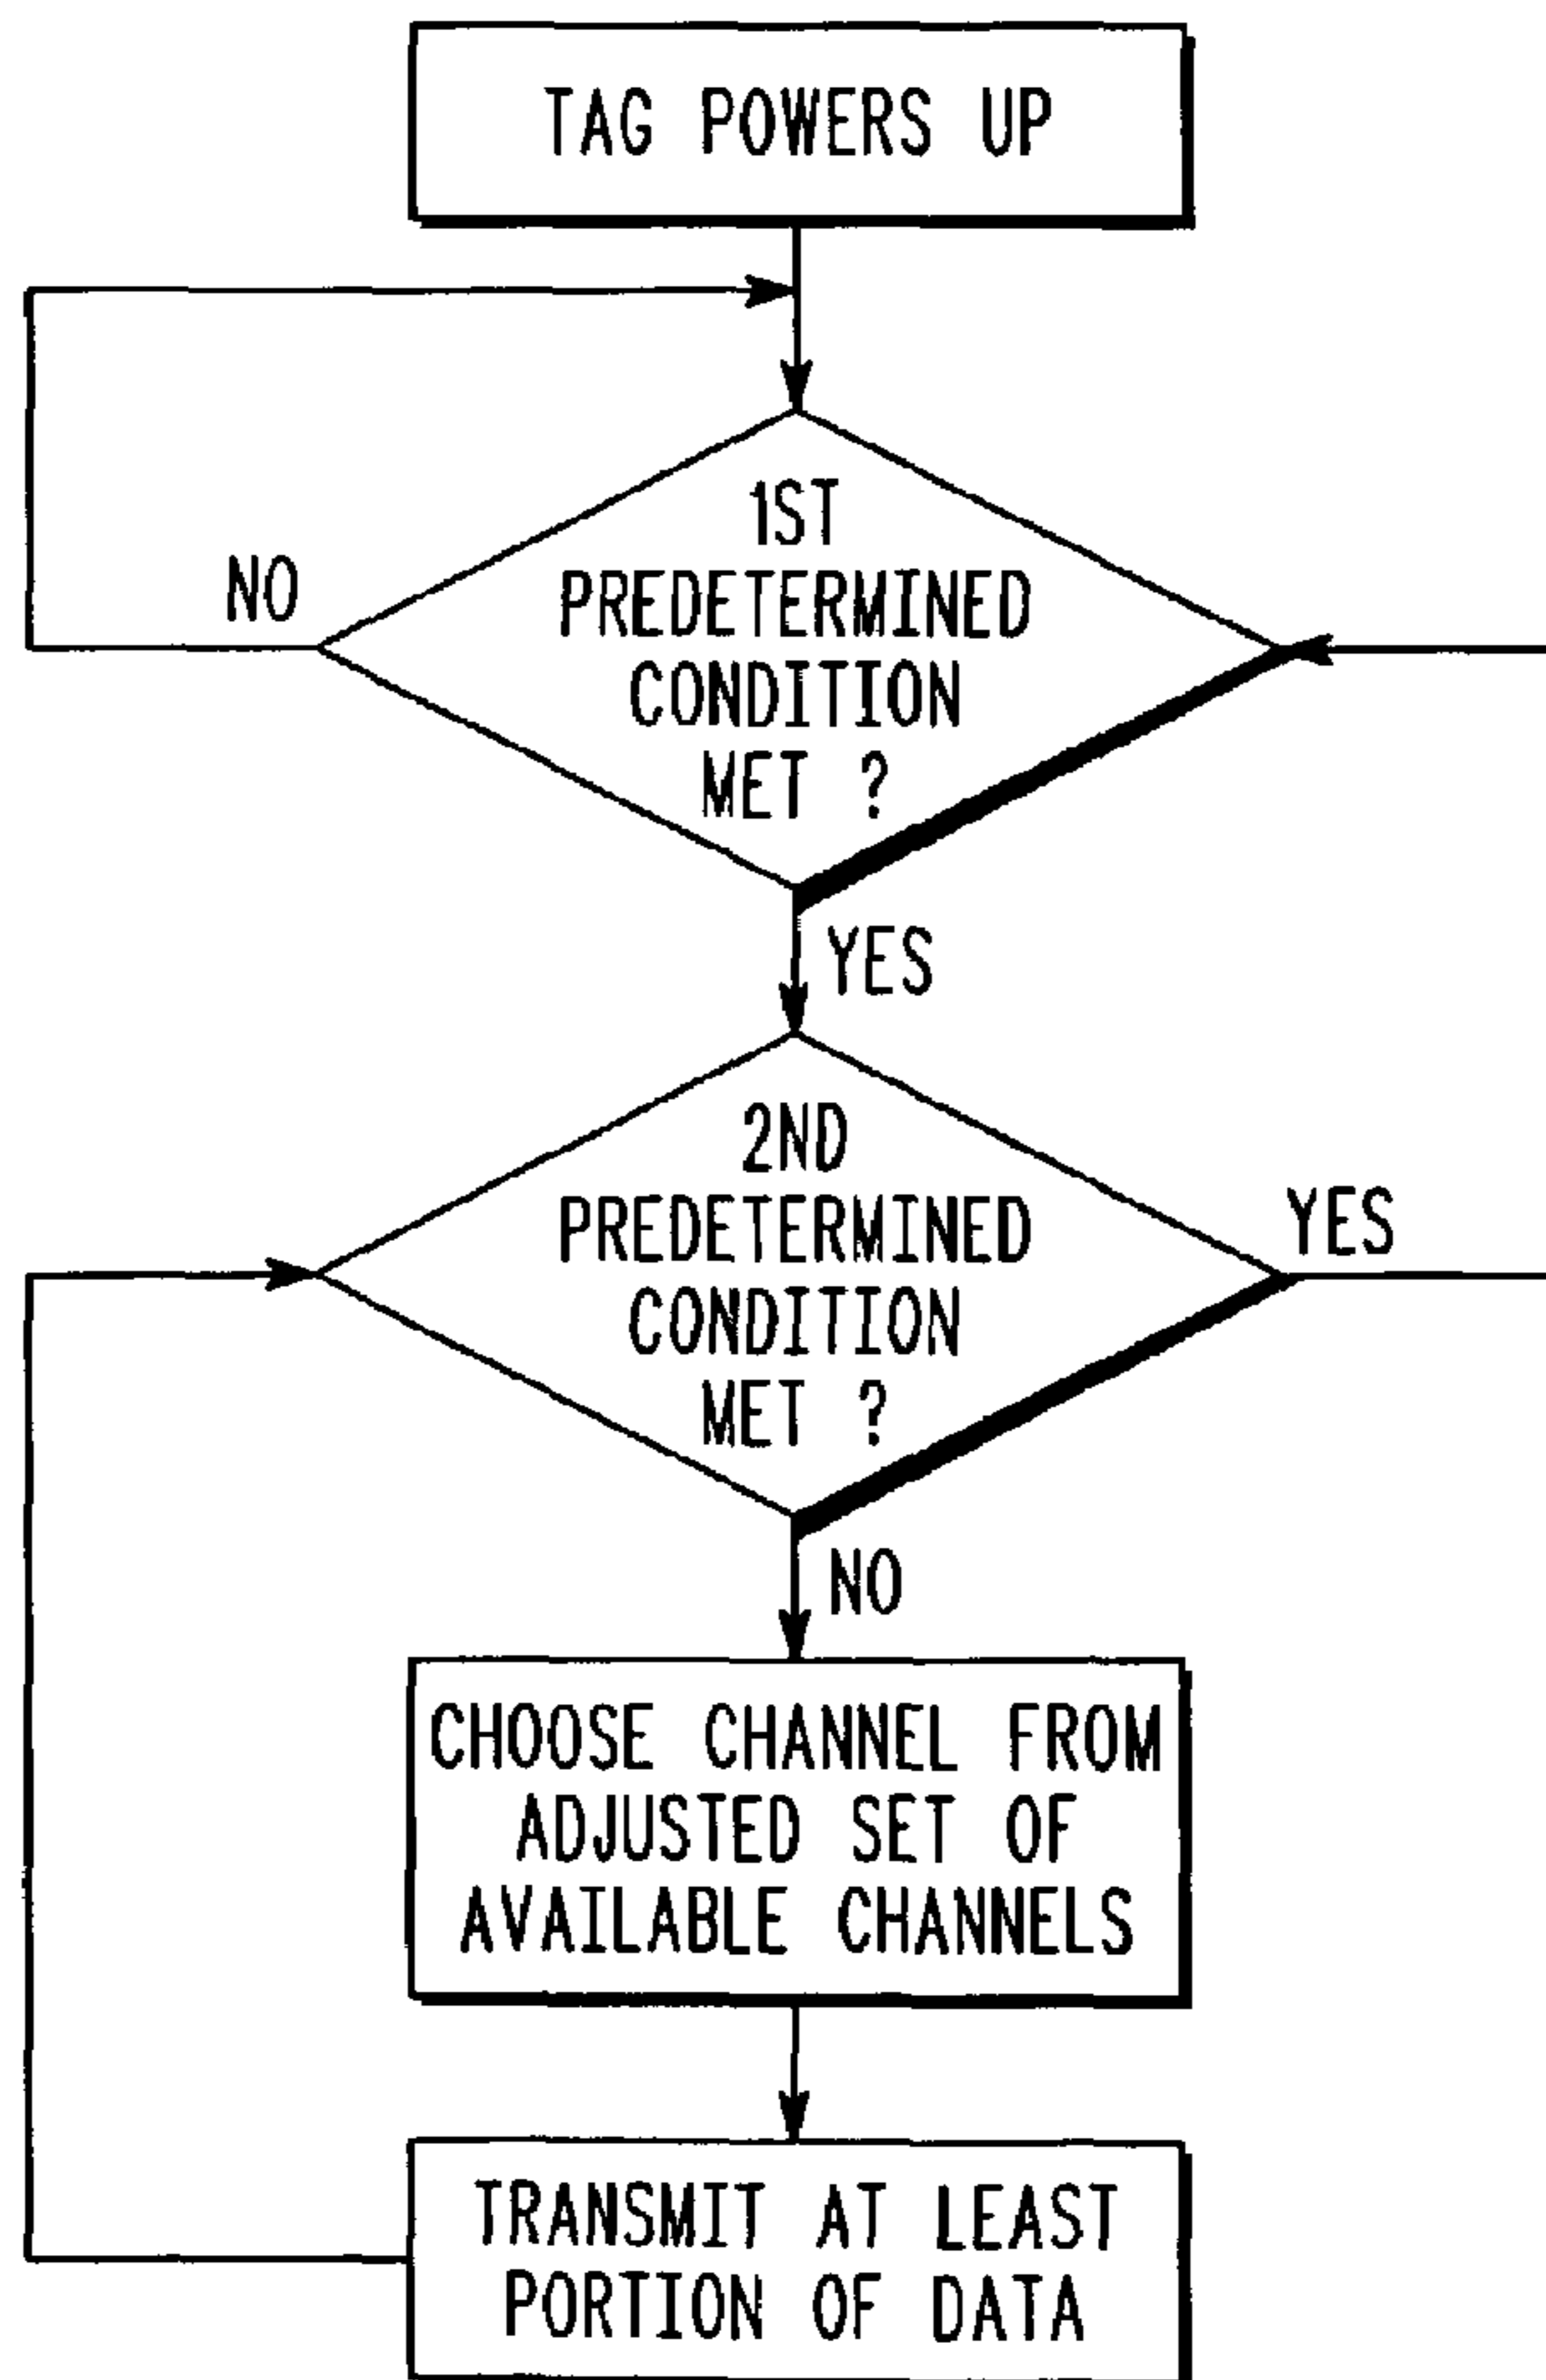 TAG POWERS UP
1ST
PREDETERMINED
CONDITION
MET ?
NO
YES
2ND
PREDETERMINED
CONDITION
MET ?
YES
NO
CHOOSE CHANNEL FROM
ADJUSTED SET OF
AVAILABLE CHANNELS
TRANSMIT AT LEAST
PORTION OF DATA